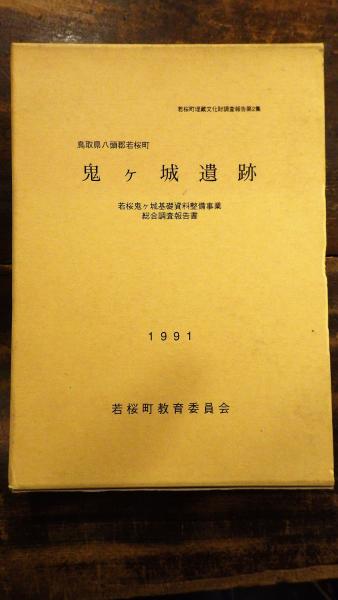 若桜町埋蔵文化財調査報告第2集
鳥取県八頭郡若桜町
鬼ヶ城遺跡
若桜鬼ヶ城基礎資料整備事業
総合調査報告書
1991
若桜町教育委員会